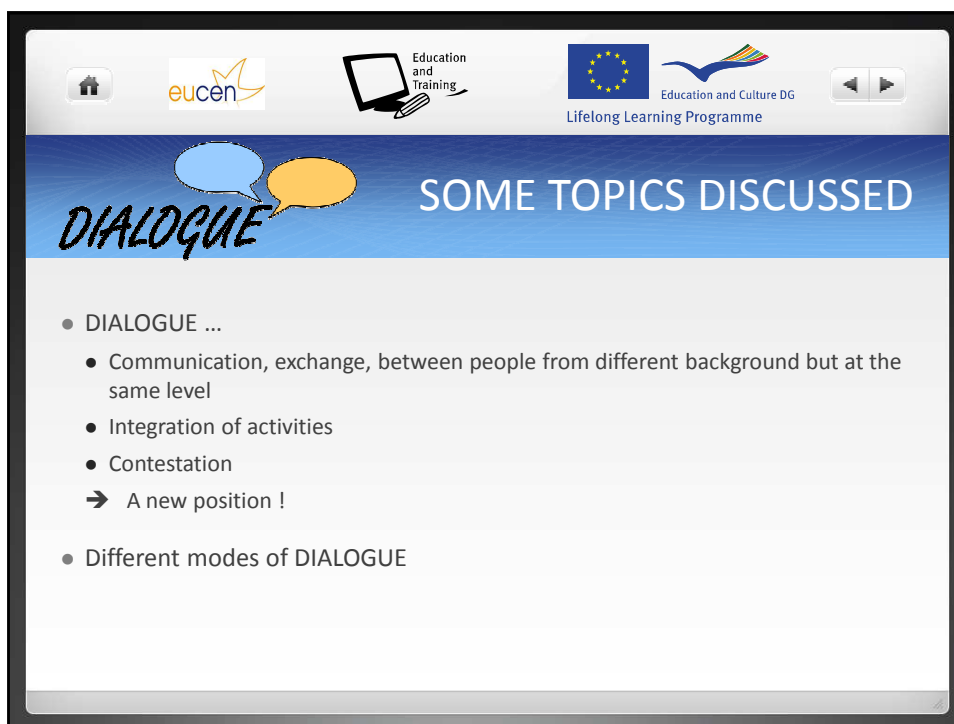 eucen
Education
and
Training
Education and Culture DG
Lifelong Learning Programme
DIALOGUE
SOME TOPICS DISCUSSED
● DIALOGUE ...
● Communication, exchange, between people from different background but at the
same level
● Integration of activities
● Contestation
➔ A new position !
● Different modes of DIALOGUE